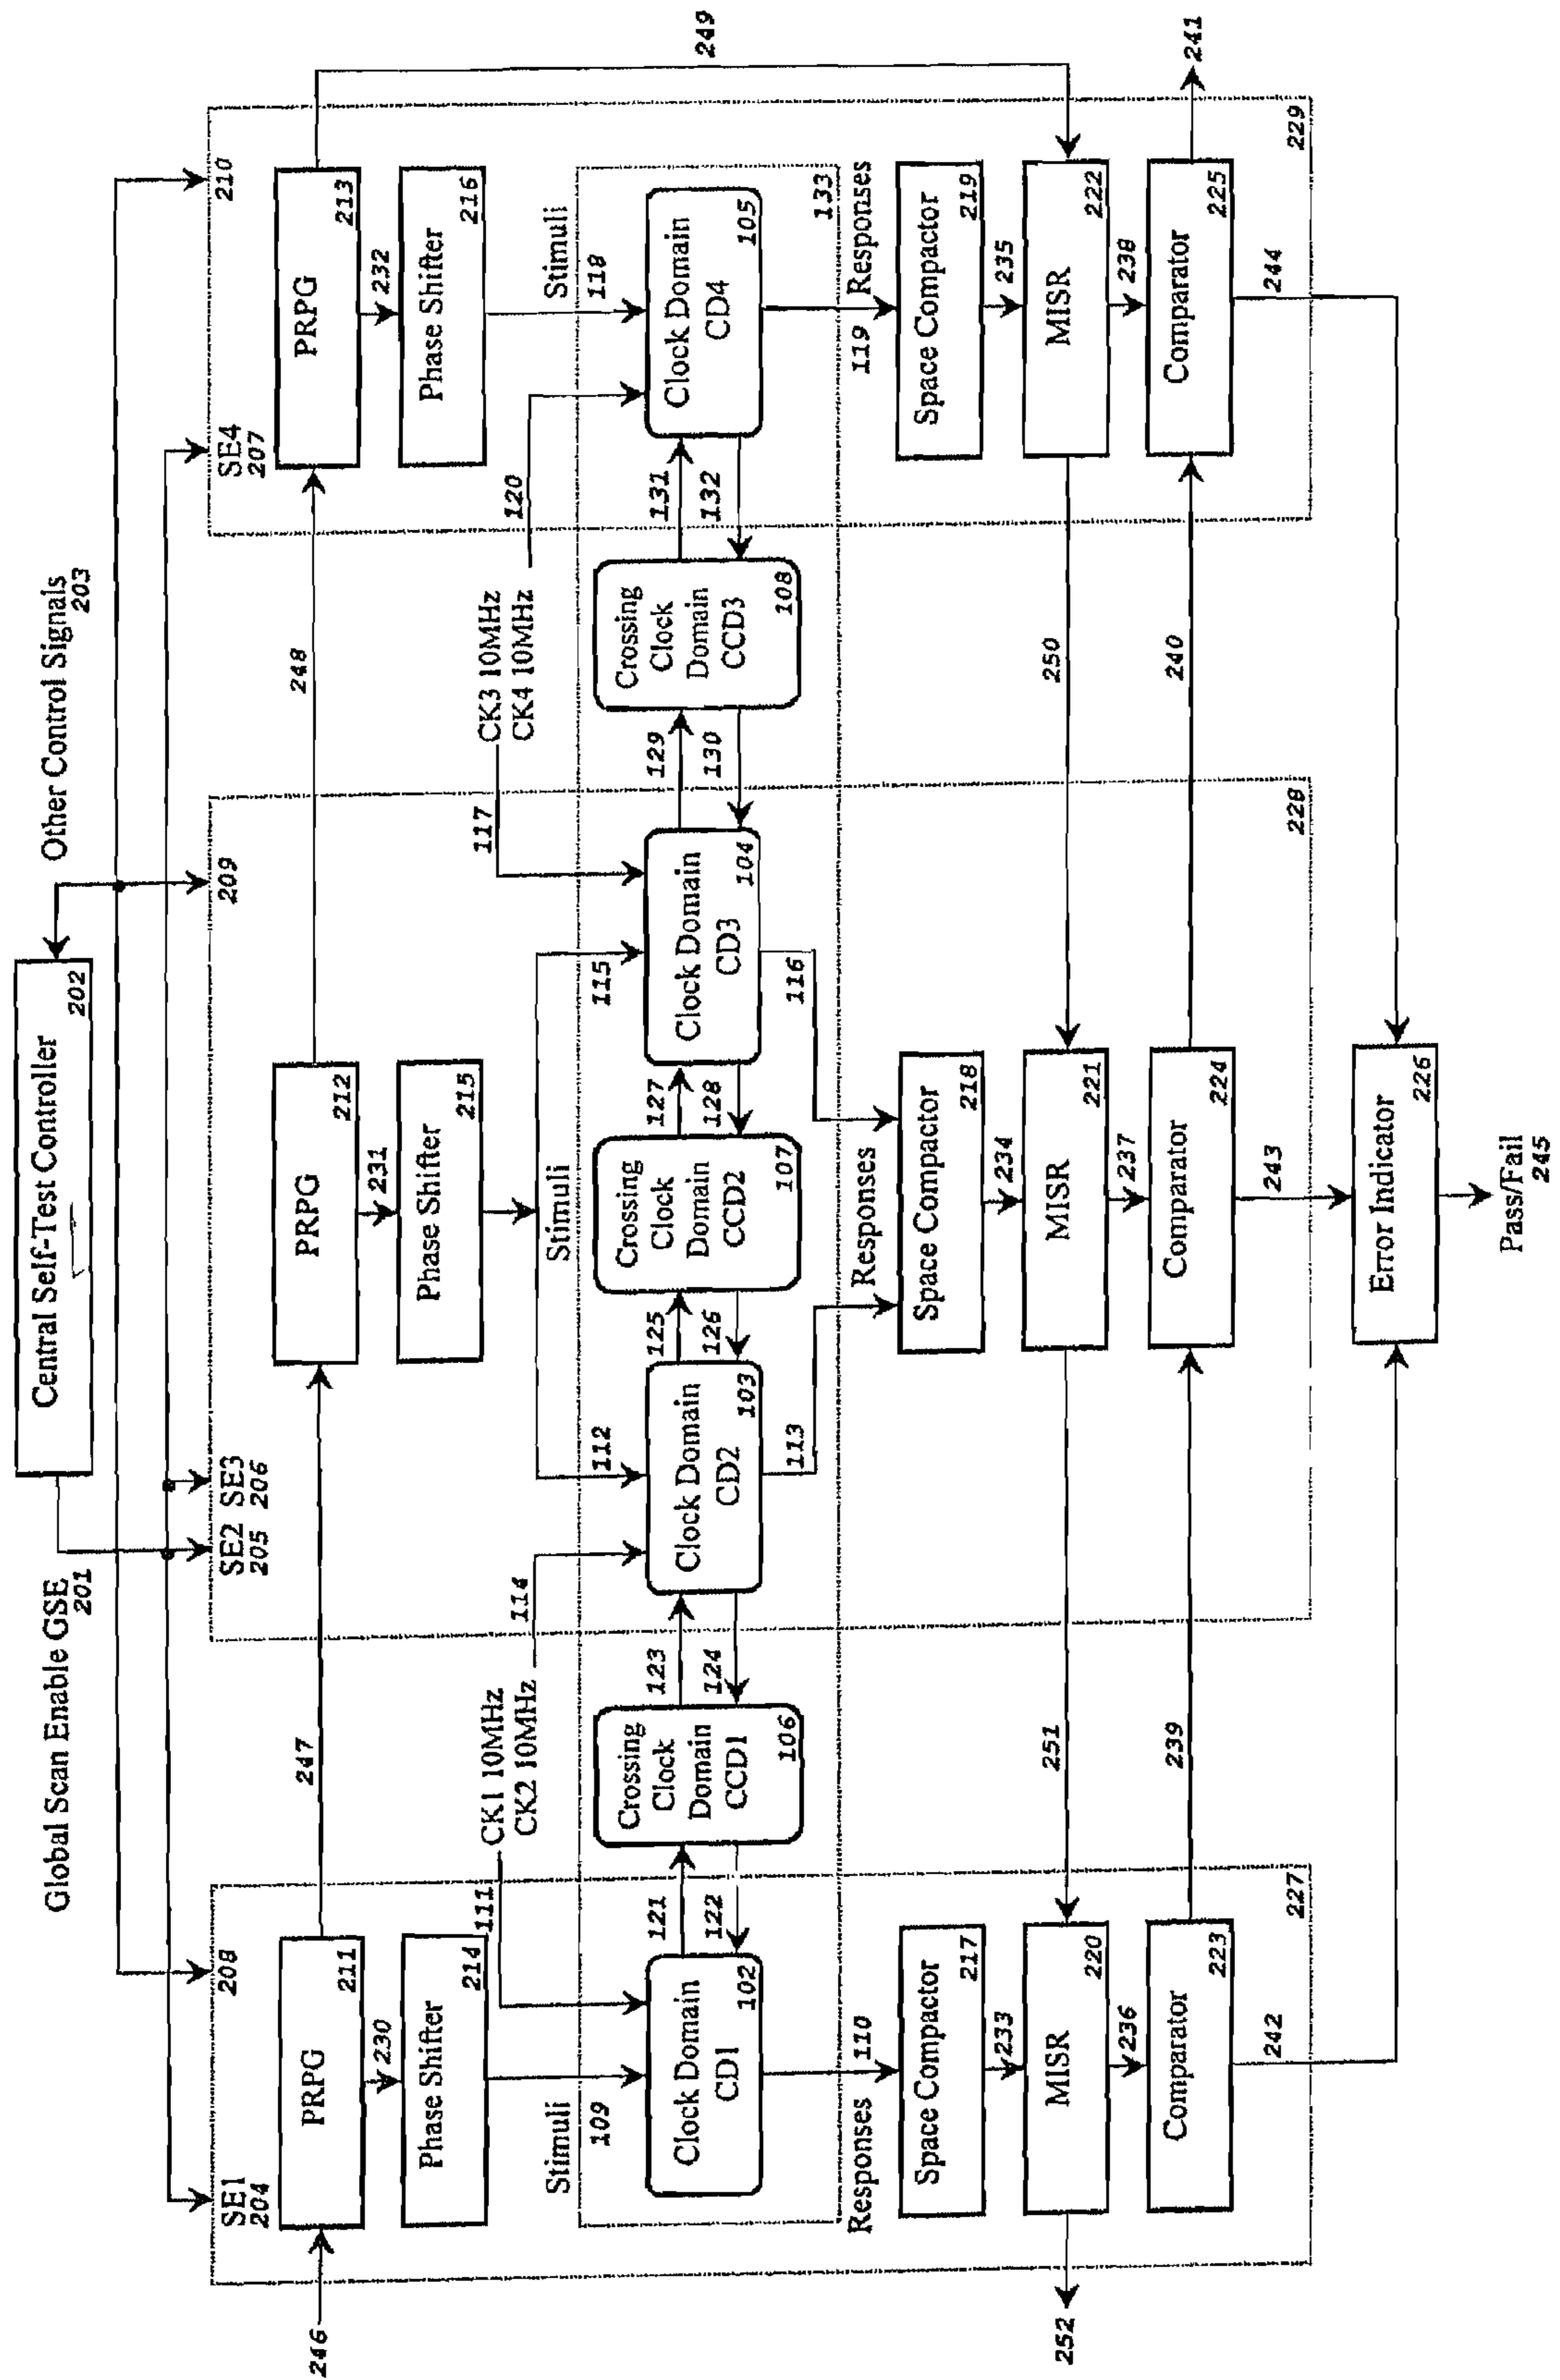 Central Self-Test Controller
202
Global Scan Enable GSE
201
Other Control Signals
203
SE1
204
208
SE2
205
SE3
206
209
SE4
207
210
246
PRPG
211
247
PRPG
212
248
PRPG
213
249
230
231
232
Phase Shifter
214
Phase Shifter
215
Phase Shifter
216
111
CK1 10MHz
CK2 10MHz
114
117
CK3 10MHz
CK4 10MHz
120
Stimuli
109
112
Stimuli
115
Stimuli
118
Clock Domain
CD1
102
121
122
Crossing
Clock
Domain
CCD1
106
123
124
Clock Domain
CD2
103
125
126
Crossing
Clock
Domain
CCD2
107
127
128
Clock Domain
CD3
104
129
130
Crossing
Clock
Domain
CCD3
108
131
132
Clock Domain
CD4
105
133
Responses
110
113
Responses
116
119
Responses
Space Compactor
217
Space Compactor
218
Space Compactor
219
233
234
235
252
MISR
220
251
MISR
221
250
MISR
222
236
237
238
Comparator
223
239
Comparator
224
240
Comparator
225
241
242
243
244
227
228
229
Error Indicator
226
Pass/Fail
245